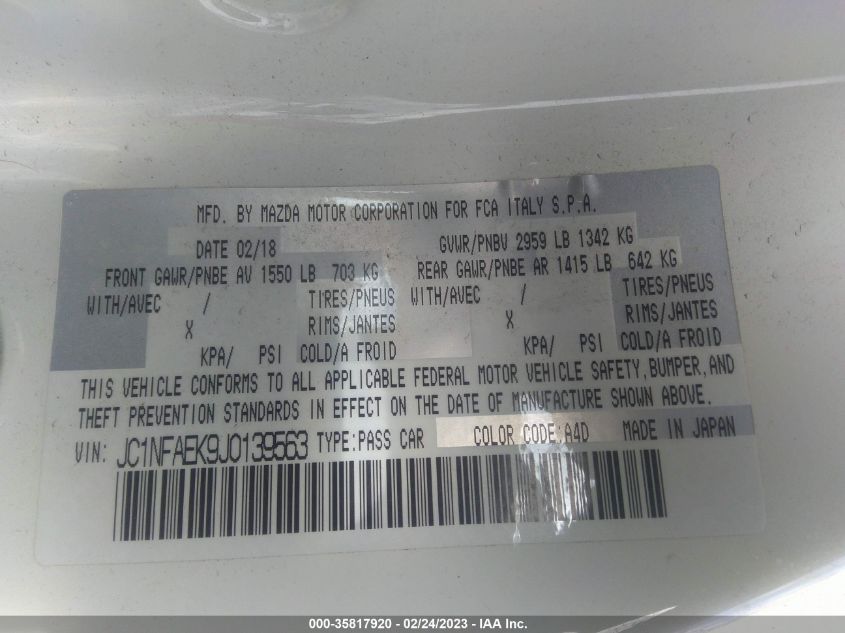 MFD. BY MAZDA MOTOR CORPORATION FOR FCA ITALY S.P.A.
DATE 02/18 GVWR/PNBV 2959 LB 1342 KG
FRONT GAWR/PNBE AV 1550 LB 703 KG REAR GAWR/PNBE AR 1415 LB 642 KG
WITH/AVEC / TIRES/PNEUS WITH/AVEC / TIRES/PNEUS
X RIMS/JANTES X RIMS/JANTES
KPA/ PSI COLD/A FROID KPA/ PSI COLD/A FROID
THIS VEHICLE CONFORMS TO ALL APPLICABLE FEDERAL MOTOR VEHICLE SAFETY,BUMPER,AND
THEFT PREVENTION STANDARDS IN EFFECT ON THE DATE OF MANUFACTURE SHOWN ABOVE.
VIN: JC1NFAEK9J0139563 TYPE:PASS CAR COLOR CODE:A4D MADE IN JAPAN
000-35817920 - 02/24/2023 - IAA Inc.